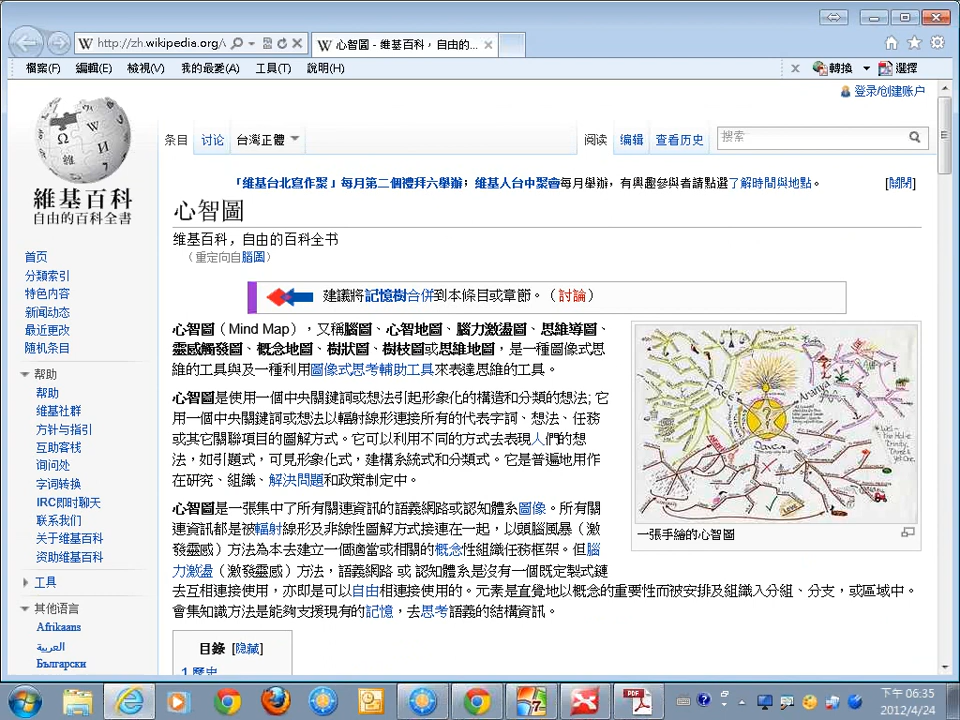 http://zh.wikipedia.org/
心智圖 - 維基百科，自由的...
檔案(F) 編輯(E) 檢視(V) 我的最愛(A) 工具(T) 說明(H)
轉換 選擇
登录/创建账户
条目 讨论 台灣正體 阅读 编辑 查看历史 搜索
「維基台北寫作聚」每月第二個禮拜六舉辦；維基人台中聚會每月舉辦，有興趣參與者請點選了解時間與地點。 [關閉]
維基百科
自由的百科全書
心智圖
维基百科，自由的百科全书
（重定向自腦圖）
首页
分類索引
特色内容
新闻动态
最近更改
随机条目
帮助
帮助
维基社群
方针与指引
互助客栈
询问处
字词转换
IRC即时聊天
联系我们
关于维基百科
资助维基百科
工具
其他语言
Afrikaans
العربية
Български
建議將記憶樹合併到本條目或章節。（討論）
心智圖（Mind Map），又稱腦圖、心智地圖、腦力激盪圖、思維導圖、
靈感觸發圖、概念地圖、樹狀圖、樹枝圖或思維地圖，是一種圖像式思
維的工具與及一種利用圖像式思考輔助工具來表達思維的工具。
心智圖是使用一個中央關鍵詞或想法引起形象化的構造和分類的想法; 它
用一個中央關鍵詞或想法以輻射線形連接所有的代表字詞、想法、任務
或其它關聯項目的圖解方式。它可以利用不同的方式去表現人們的想
法，如引題式，可見形象化式，建構系統式和分類式。它是普遍地用作
在研究、組織、解決問題和政策制定中。
心智圖是一張集中了所有關連資訊的語義網路或認知體系圖像。所有關
連資訊都是被輻射線形及非線性圖解方式接連在一起，以頭腦風暴（激
發靈感）方法為本去建立一個適當或相關的概念性組織任務框架。但腦
力激盪（激發靈感）方法，語義網路 或 認知體系是沒有一個既定製式鏈
去互相連接使用，亦即是可以自由相連接使用的。元素是直覺地以概念的重要性而被安排及組織入分組、分支，或區域中。
會集知識方法是能夠支援現有的記憶，去思考語義的結構資訊。
FREE
Ananya
Dance
LOVE
一張手繪的心智圖
目錄 [隐藏]
1 歷史
PDF
下午 06:35
2012/4/24